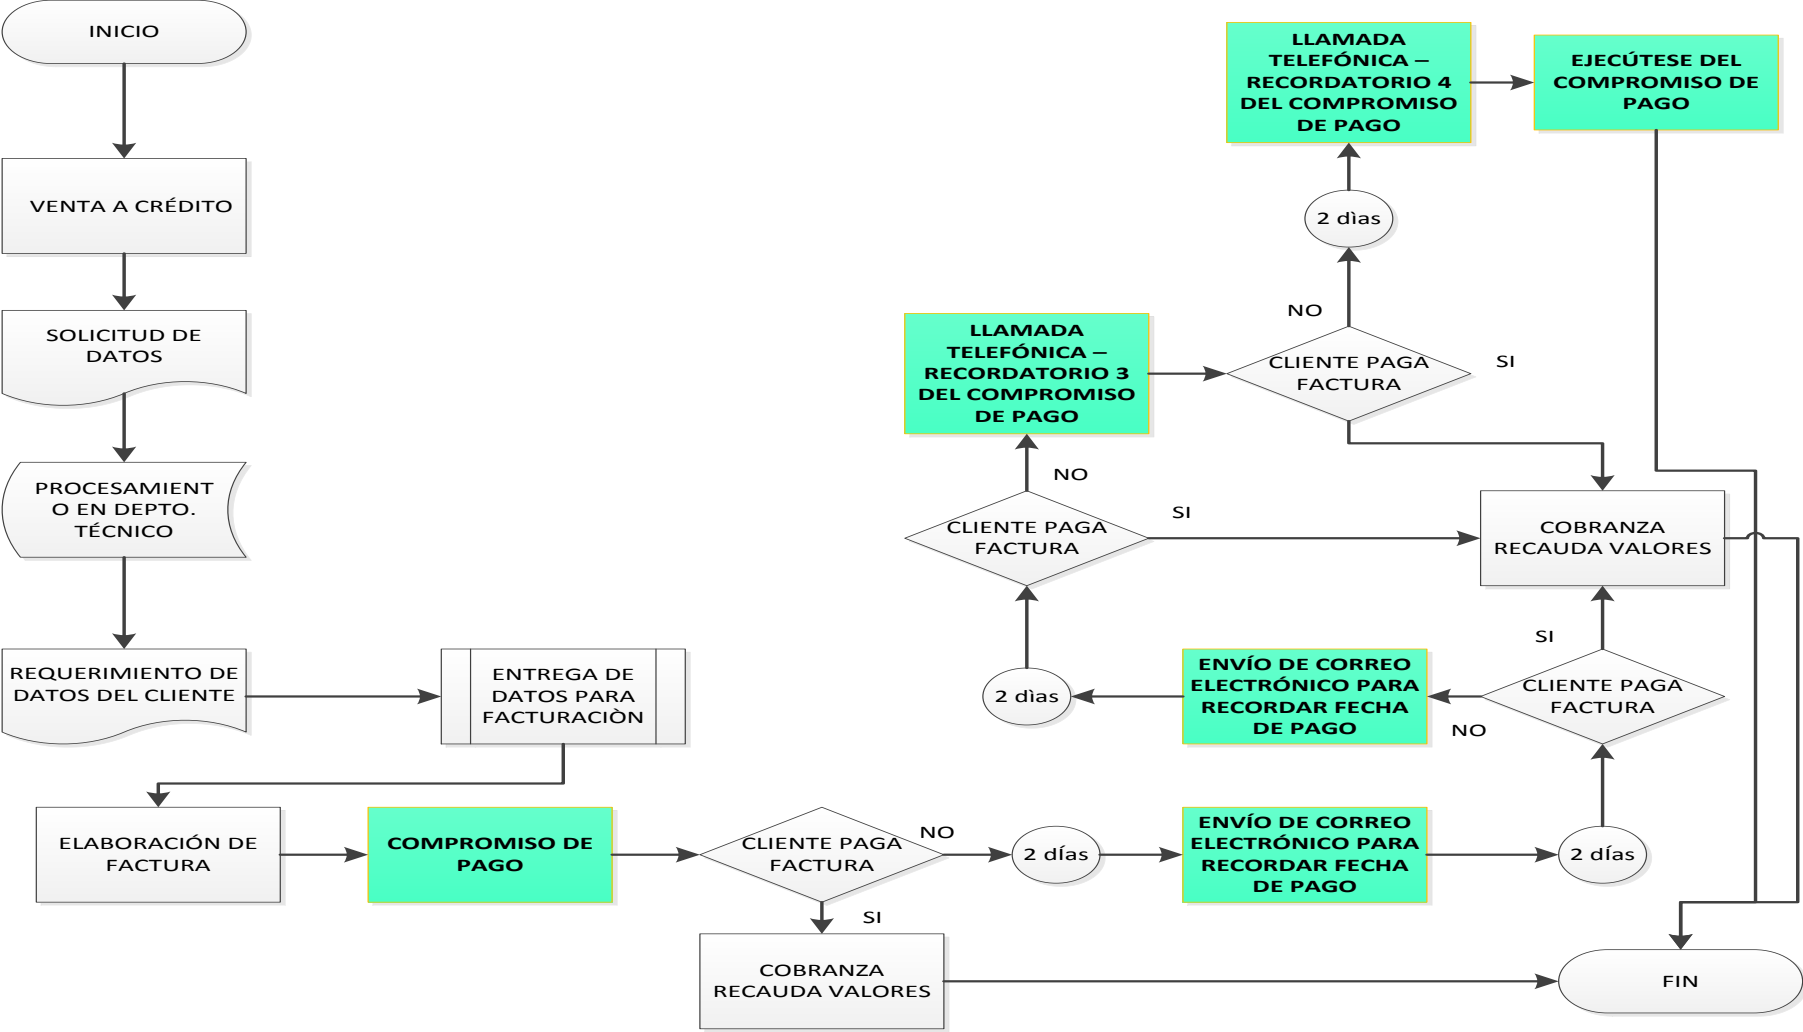 INICIO
VENTA A CRÉDITO
SOLICITUD DE
DATOS
PROCESAMIENT
O EN DEPTO.
TÉCNICO
REQUERIMIENTO DE
DATOS DEL CLIENTE
ENTREGA DE
DATOS PARA
FACTURACIÒN
ELABORACIÓN DE
FACTURA
COMPROMISO DE
PAGO
CLIENTE PAGA
FACTURA
NO
SI
COBRANZA
RECAUDA VALORES
2 dÍas
ENVÍO DE CORREO
ELECTRÓNICO PARA
RECORDAR FECHA
DE PAGO
2 dÍas
CLIENTE PAGA
FACTURA
SI
NO
ENVÍO DE CORREO
ELECTRÓNICO PARA
RECORDAR FECHA
DE PAGO
2 dìas
CLIENTE PAGA
FACTURA
SI
NO
LLAMADA
TELEFÓNICA –
RECORDATORIO 3
DEL COMPROMISO
DE PAGO
CLIENTE PAGA
FACTURA
SI
NO
2 dìas
LLAMADA
TELEFÓNICA –
RECORDATORIO 4
DEL COMPROMISO
DE PAGO
EJECÚTESE DEL
COMPROMISO DE
PAGO
COBRANZA
RECAUDA VALORES
FIN